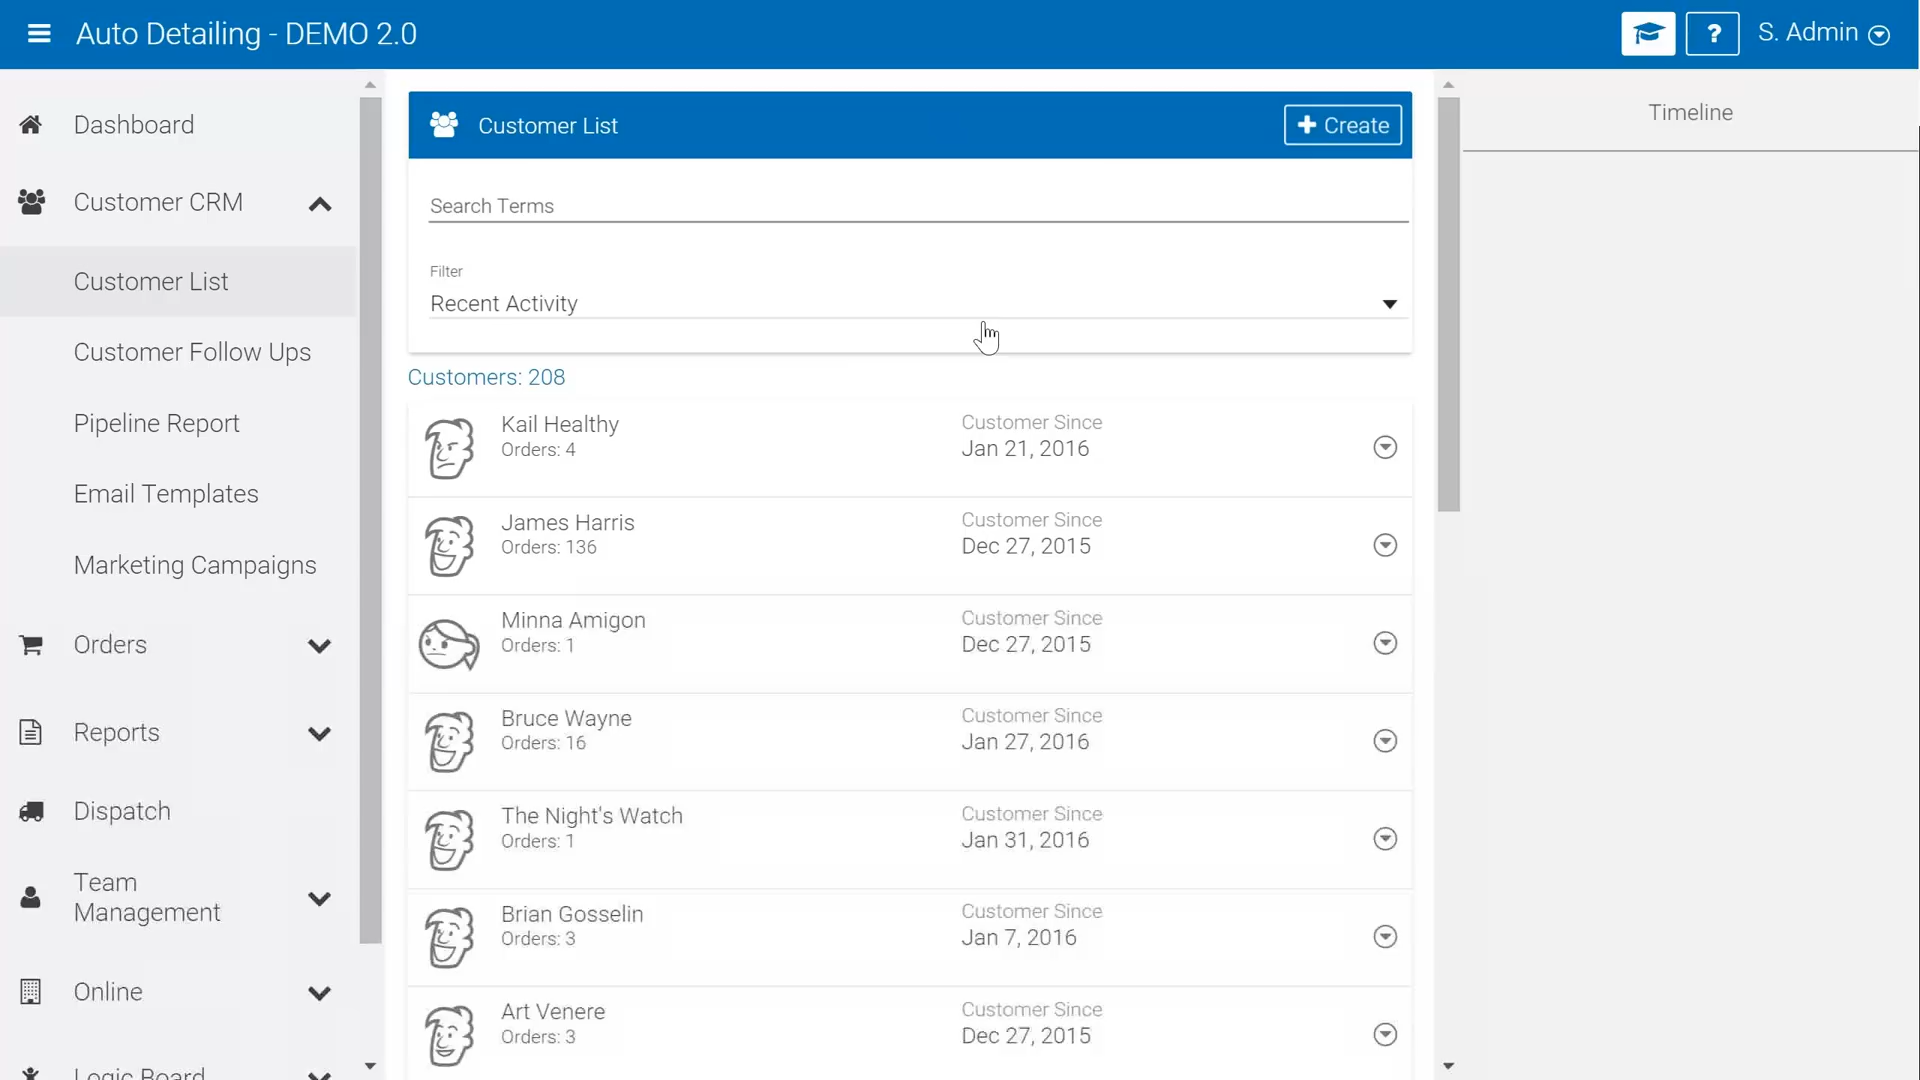 Auto Detailing - DEMO 2.0
?
S. Admin
Dashboard
Customer CRM
Customer List
Customer Follow Ups
Pipeline Report
Email Templates
Marketing Campaigns
Orders
Reports
Dispatch
Team
Management
Online
Logic Board
Customer List
+ Create
Search Terms
Filter
Recent Activity
Customers: 208
Kail Healthy
Orders: 4
Customer Since
Jan 21, 2016
James Harris
Orders: 136
Customer Since
Dec 27, 2015
Minna Amigon
Orders: 1
Customer Since
Dec 27, 2015
Bruce Wayne
Orders: 16
Customer Since
Jan 27, 2016
The Night's Watch
Orders: 1
Customer Since
Jan 31, 2016
Brian Gosselin
Orders: 3
Customer Since
Jan 7, 2016
Art Venere
Orders: 3
Customer Since
Dec 27, 2015
Timeline